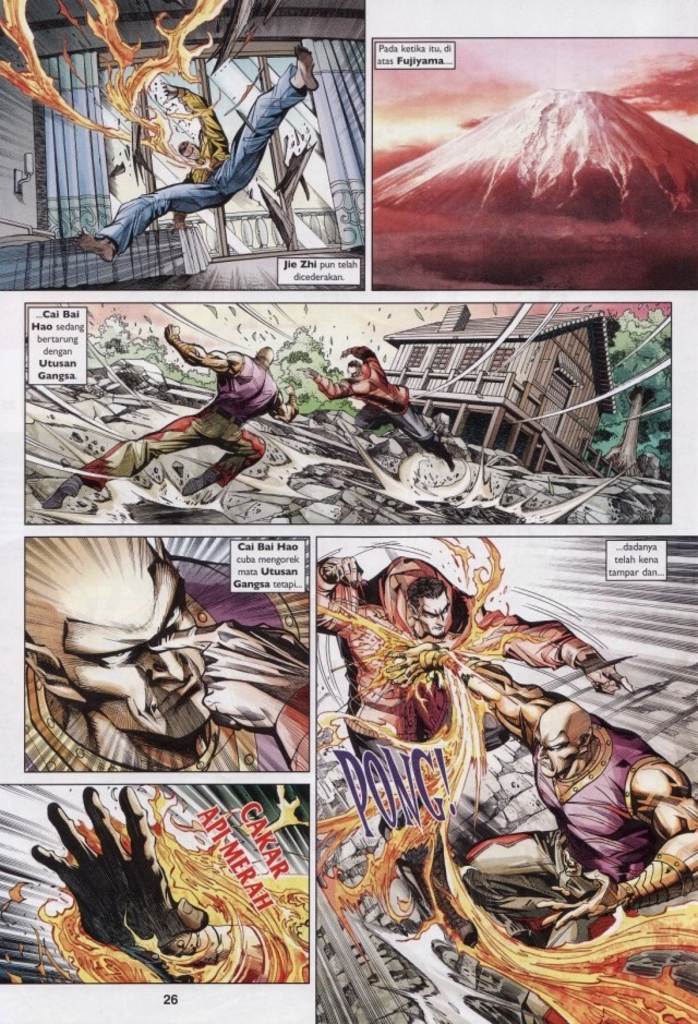 Jie Zhi pun telah
dicederakan.
Pada ketika itu, di
atas Fujiyama....
...Cai Bai
Hao sedang
bertarung
dengan
Utusan
Gangsa.
Cai Bai Hao
cuba mengorek
mata Utusan
Gangsa tetapi...
...dadanya
telah kena
tampar dan...
PONG!
CAKAR
API MERAH
26